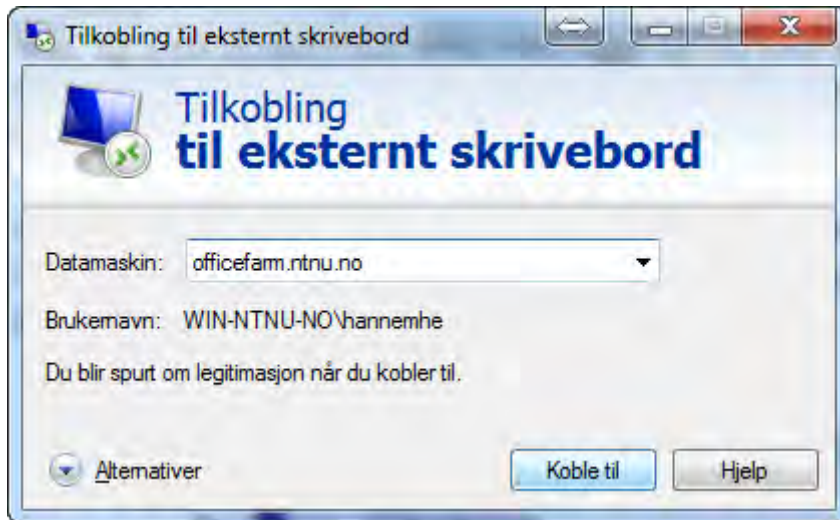 Tilkobling til eksternt skrivebord
Tilkobling
til eksternt skrivebord
Datamaskin: officefarm.ntnu.no
Brukernavn: WIN-NTNU-NO\hannemhe
Du blir spurt om legitimasjon når du kobler til.
Alternativer Koble til Hjelp